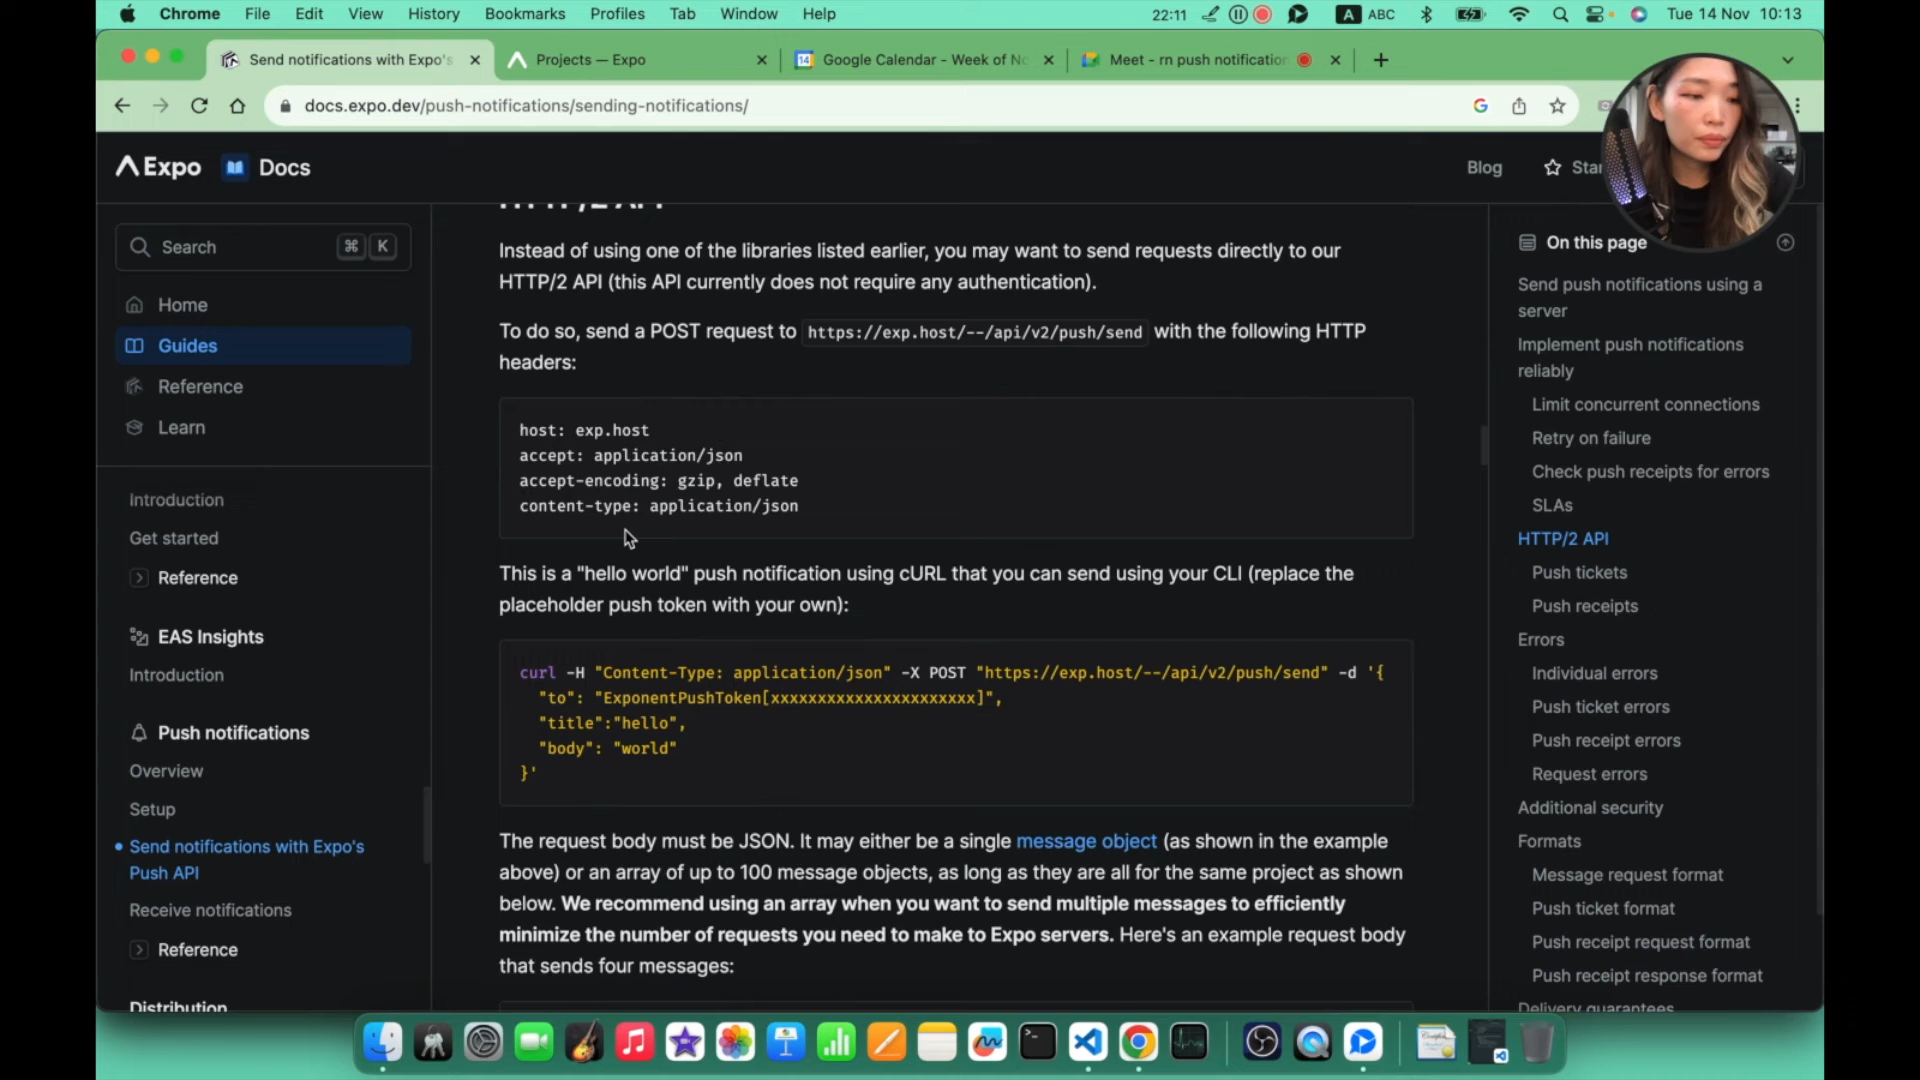 Chrome File Edit View History Bookmarks Profiles Tab Window Help 22:11 A ABC Tue 14 Nov 10:13
Send notifications with Expo's
Projects — Expo
14 Google Calendar - Week of No
Meet - rn push notification
docs.expo.dev/push-notifications/sending-notifications/
Expo Docs
Blog
Search ⌘ K
Home
Guides
Reference
Learn
Introduction
Get started
Reference
EAS Insights
Introduction
Push notifications
Overview
Setup
Send notifications with Expo's
Push API
Receive notifications
Reference
Distribution
HTTP/2 API
Instead of using one of the libraries listed earlier, you may want to send requests directly to our
HTTP/2 API (this API currently does not require any authentication).
To do so, send a POST request to https://exp.host/--/api/v2/push/send with the following HTTP
headers:
host: exp.host
accept: application/json
accept-encoding: gzip, deflate
content-type: application/json
This is a "hello world" push notification using cURL that you can send using your CLI (replace the
placeholder push token with your own):
curl -H "Content-Type: application/json" -X POST "https://exp.host/--/api/v2/push/send" -d '{
"to": "ExponentPushToken[xxxxxxxxxxxxxxxxxxxxxx]",
"title":"hello",
"body": "world"
}'
The request body must be JSON. It may either be a single message object (as shown in the example
above) or an array of up to 100 message objects, as long as they are all for the same project as shown
below. We recommend using an array when you want to send multiple messages to efficiently
minimize the number of requests you need to make to Expo servers. Here's an example request body
that sends four messages:
On this page
Send push notifications using a
server
Implement push notifications
reliably
Limit concurrent connections
Retry on failure
Check push receipts for errors
SLAs
HTTP/2 API
Push tickets
Push receipts
Errors
Individual errors
Push ticket errors
Push receipt errors
Request errors
Additional security
Formats
Message request format
Push ticket format
Push receipt request format
Push receipt response format
Delivery guarantees